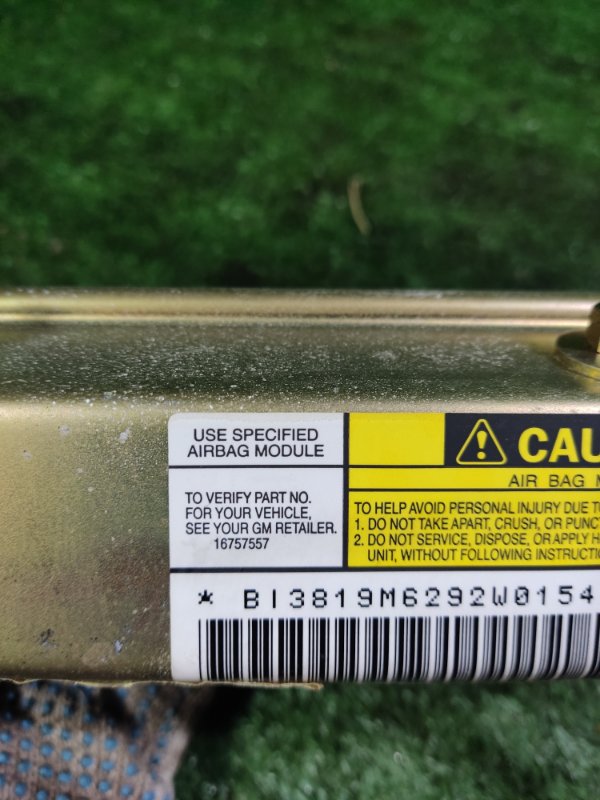 USE SPECIFIED
AIRBAG MODULE
TO VERIFY PART NO.
FOR YOUR VEHICLE,
SEE YOUR GM RETAILER.
16757557
CAU
AIR BAG M
TO HELP AVOID PERSONAL INJURY DUE TO
1. DO NOT TAKE APART, CRUSH, OR PUNC
2. DO NOT SERVICE, DISPOSE, OR APPLY H
UNIT, WITHOUT FOLLOWING INSTRUCTIO
* BI3819M6292W0154